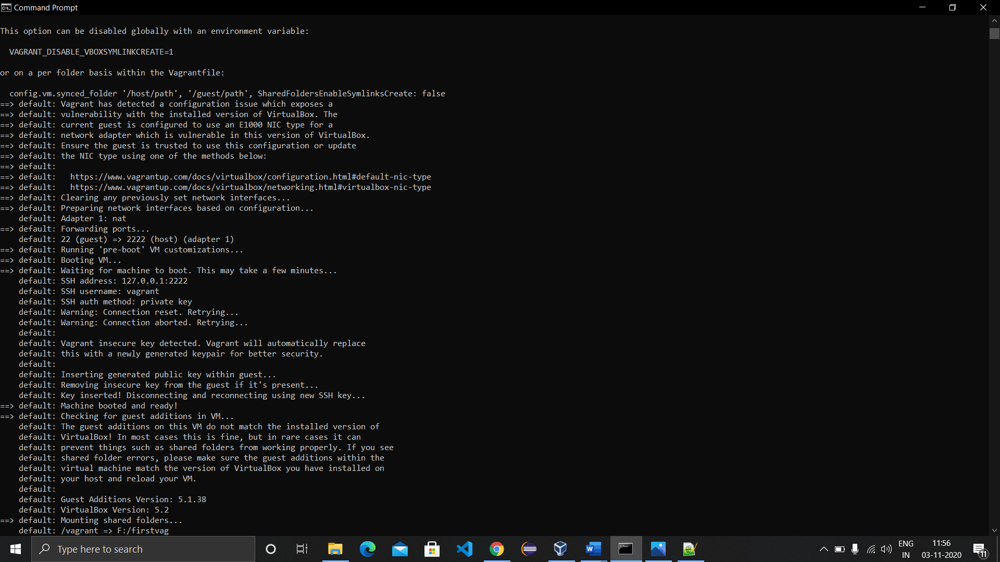 Command Prompt
This option can be disabled globally with an environment variable:
  VAGRANT_DISABLE_VBOXSYMLINKCREATE=1
or on a per folder basis within the Vagrantfile:
  config.vm.synced_folder '/host/path', '/guest/path', SharedFoldersEnableSymlinksCreate: false
==> default: Vagrant has detected a configuration issue which exposes a
==> default: vulnerability with the installed version of VirtualBox. The
==> default: current guest is configured to use an E1000 NIC type for a
==> default: network adapter which is vulnerable in this version of VirtualBox.
==> default: Ensure the guest is trusted to use this configuration or update
==> default: the NIC type using one of the methods below:
==> default:
==> default:   https://www.vagrantup.com/docs/virtualbox/configuration.html#default-nic-type
==> default:   https://www.vagrantup.com/docs/virtualbox/networking.html#virtualbox-nic-type
==> default: Clearing any previously set network interfaces...
==> default: Preparing network interfaces based on configuration...
    default: Adapter 1: nat
==> default: Forwarding ports...
    default: 22 (guest) => 2222 (host) (adapter 1)
==> default: Running 'pre-boot' VM customizations...
==> default: Booting VM...
==> default: Waiting for machine to boot. This may take a few minutes...
    default: SSH address: 127.0.0.1:2222
    default: SSH username: vagrant
    default: SSH auth method: private key
    default: Warning: Connection reset. Retrying...
    default: Warning: Connection aborted. Retrying...
    default:
    default: Vagrant insecure key detected. Vagrant will automatically replace
    default: this with a newly generated keypair for better security.
    default:
    default: Inserting generated public key within guest...
    default: Removing insecure key from the guest if it's present...
    default: Key inserted! Disconnecting and reconnecting using new SSH key...
==> default: Machine booted and ready!
==> default: Checking for guest additions in VM...
    default: The guest additions on this VM do not match the installed version of
    default: VirtualBox! In most cases this is fine, but in rare cases it can
    default: prevent things such as shared folders from working properly. If you see
    default: shared folder errors, please make sure the guest additions within the
    default: virtual machine match the version of VirtualBox you have installed on
    default: your host and reload your VM.
    default:
    default: Guest Additions Version: 5.1.38
    default: VirtualBox Version: 5.2
==> default: Mounting shared folders...
    default: /vagrant => F:/firstvag
Type here to search
ENG
IN
11:56
03-11-2020
11